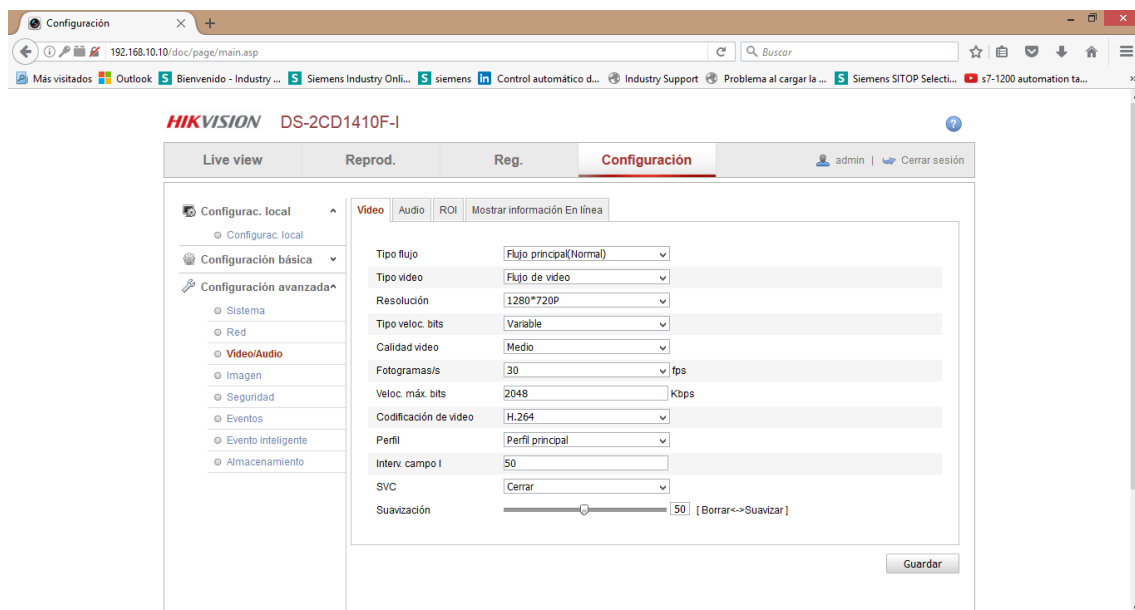 Configuración
192.168.10.10/doc/page/main.asp
Buscar
Más visitados Outlook Bienvenido - Industry ... Siemens Industry Onli... siemens Control automático d... Industry Support Problema al cargar la ... Siemens SITOP Selecti... s7-1200 automation ta...
HIKVISION DS-2CD1410F-I
Live view Reprod. Reg. Configuración admin | Cerrar sesión
Configurac. local
Configurac. local
Configuración básica
Configuración avanzada
Sistema
Red
Video/Audio
Imagen
Seguridad
Eventos
Evento inteligente
Almacenamiento
Video Audio ROI Mostrar información En línea
Tipo flujo Flujo principal(Normal)
Tipo video Flujo de video
Resolución 1280*720P
Tipo veloc. bits Variable
Calidad video Medio
Fotogramas/s 30 fps
Veloc. máx. bits 2048 Kbps
Codificación de video H.264
Perfil Perfil principal
Interv. campo I 50
SVC Cerrar
Suavización 50 [ Borrar<->Suavizar ]
Guardar